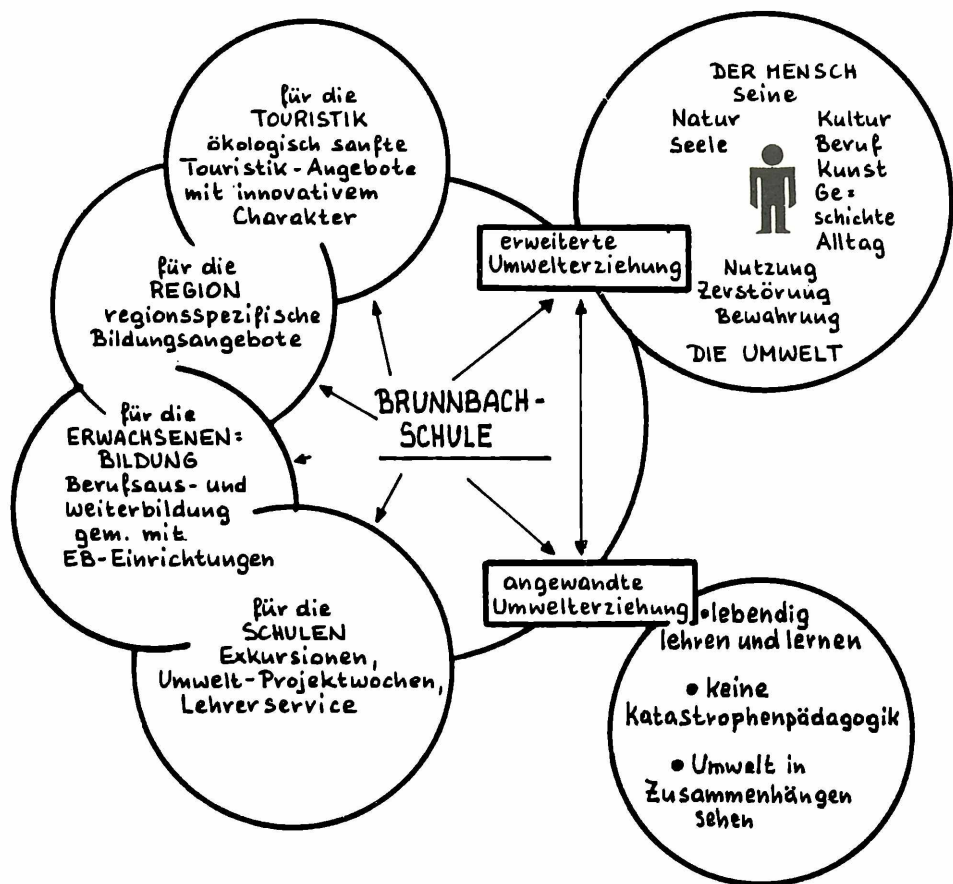 für die
TOURISTIK
ökologisch sanfte
Touristik-Angebote
mit innovativem
Charakter
für die
REGION
regionsspezifische
Bildungsangebote
für die
ERWACHSENEN=
BILDUNG
Berufsaus- und
weiterbildung
gem. mit
EB-Einrichtungen
für die
SCHULEN
Exkursionen,
Umwelt-Projektwochen,
Lehrerservice
BRUNNBACH-
SCHULE
erweiterte
Umwelterziehung
DER MENSCH
Seine
Natur
Seele
Kultur
Beruf
Kunst
Ge=
schichte
Alltag
Nutzung
Zerstörung
Bewahrung
DIE UMWELT
angewandte
Umwelterziehung
• lebendig
lehren und lernen
• keine
Katastrophenpädagogik
• Umwelt in
Zusammenhängen
sehen